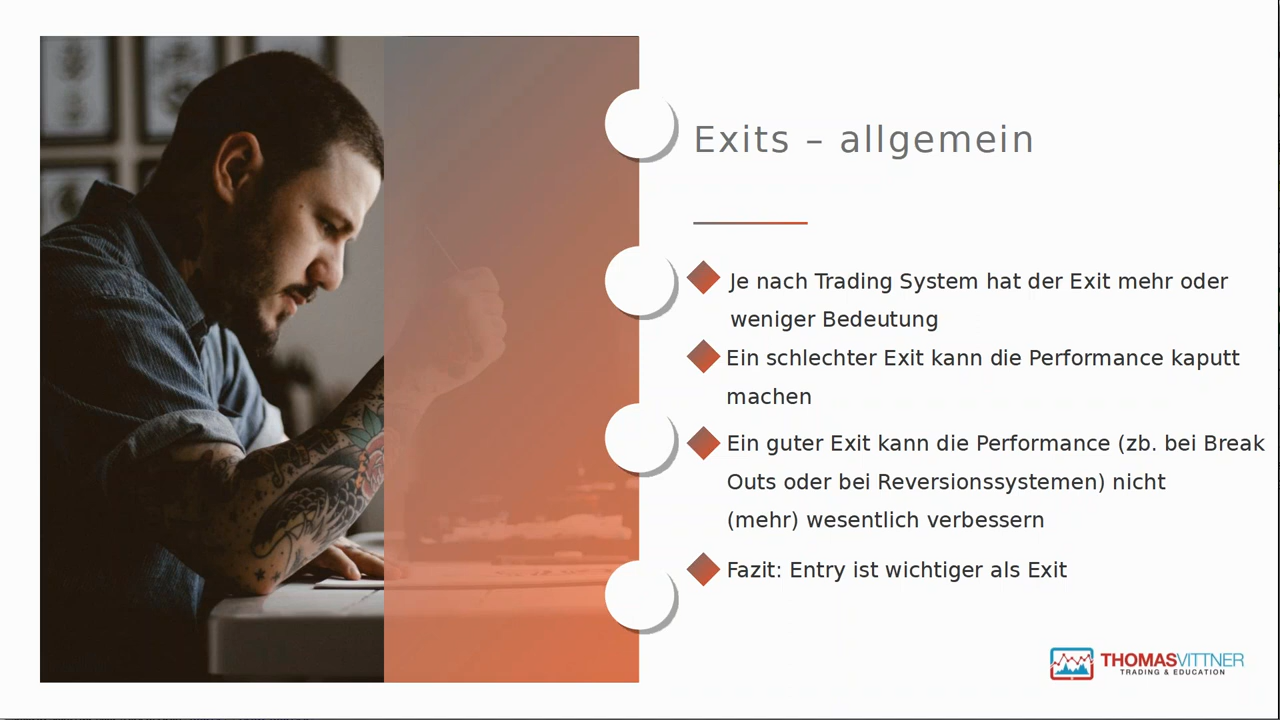 Exits – allgemein
Je nach Trading System hat der Exit mehr oder
weniger Bedeutung
Ein schlechter Exit kann die Performance kaputt
machen
Ein guter Exit kann die Performance (zb. bei Break
Outs oder bei Reversionssystemen) nicht
(mehr) wesentlich verbessern
Fazit: Entry ist wichtiger als Exit
THOMASVITTNER
TRADING & EDUCATION